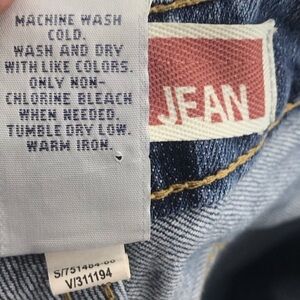 MACHINE WASH
COLD.
WASH AND DRY
WITH LIKE COLORS.
ONLY NON-
CHLORINE BLEACH
WHEN NEEDED.
TUMBLE DRY LOW.
WARM IRON.
JEAN
V/311194